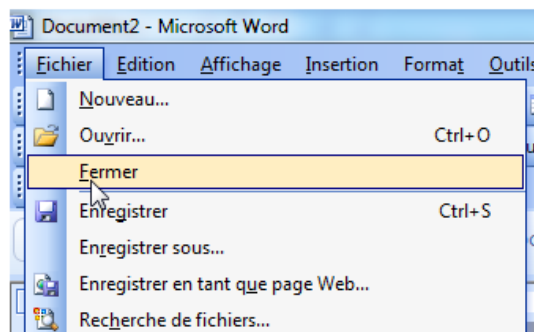 Document2 - Microsoft Word
Fichier Edition Affichage Insertion Format Outils
Nouveau...
Ouvrir... Ctrl+O
Fermer
Enregistrer Ctrl+S
Enregistrer sous...
Enregistrer en tant que page Web...
Recherche de fichiers...